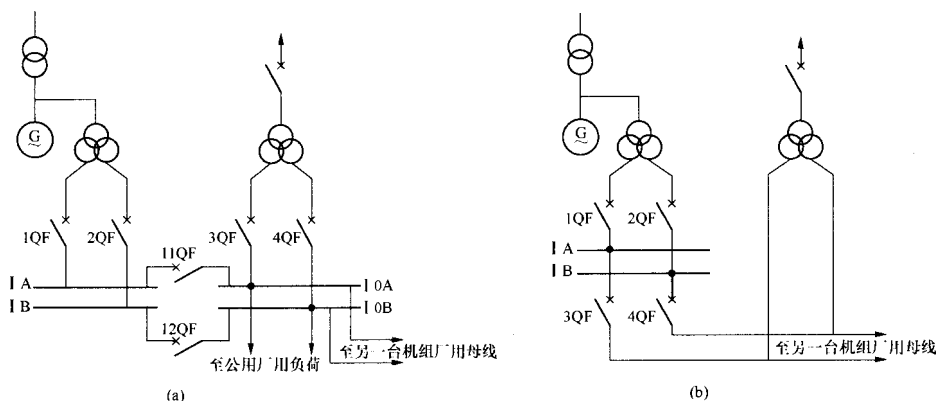 G
1QF
2QF
3QF
4QF
11QF
ⅠA
ⅠB
Ⅰ0A
Ⅰ0B
12QF
至公用厂用负荷
至另一台机组厂用母线
(a)
G
1QF
2QF
ⅠA
ⅠB
3QF
4QF
至另一台机组厂用母线
(b)